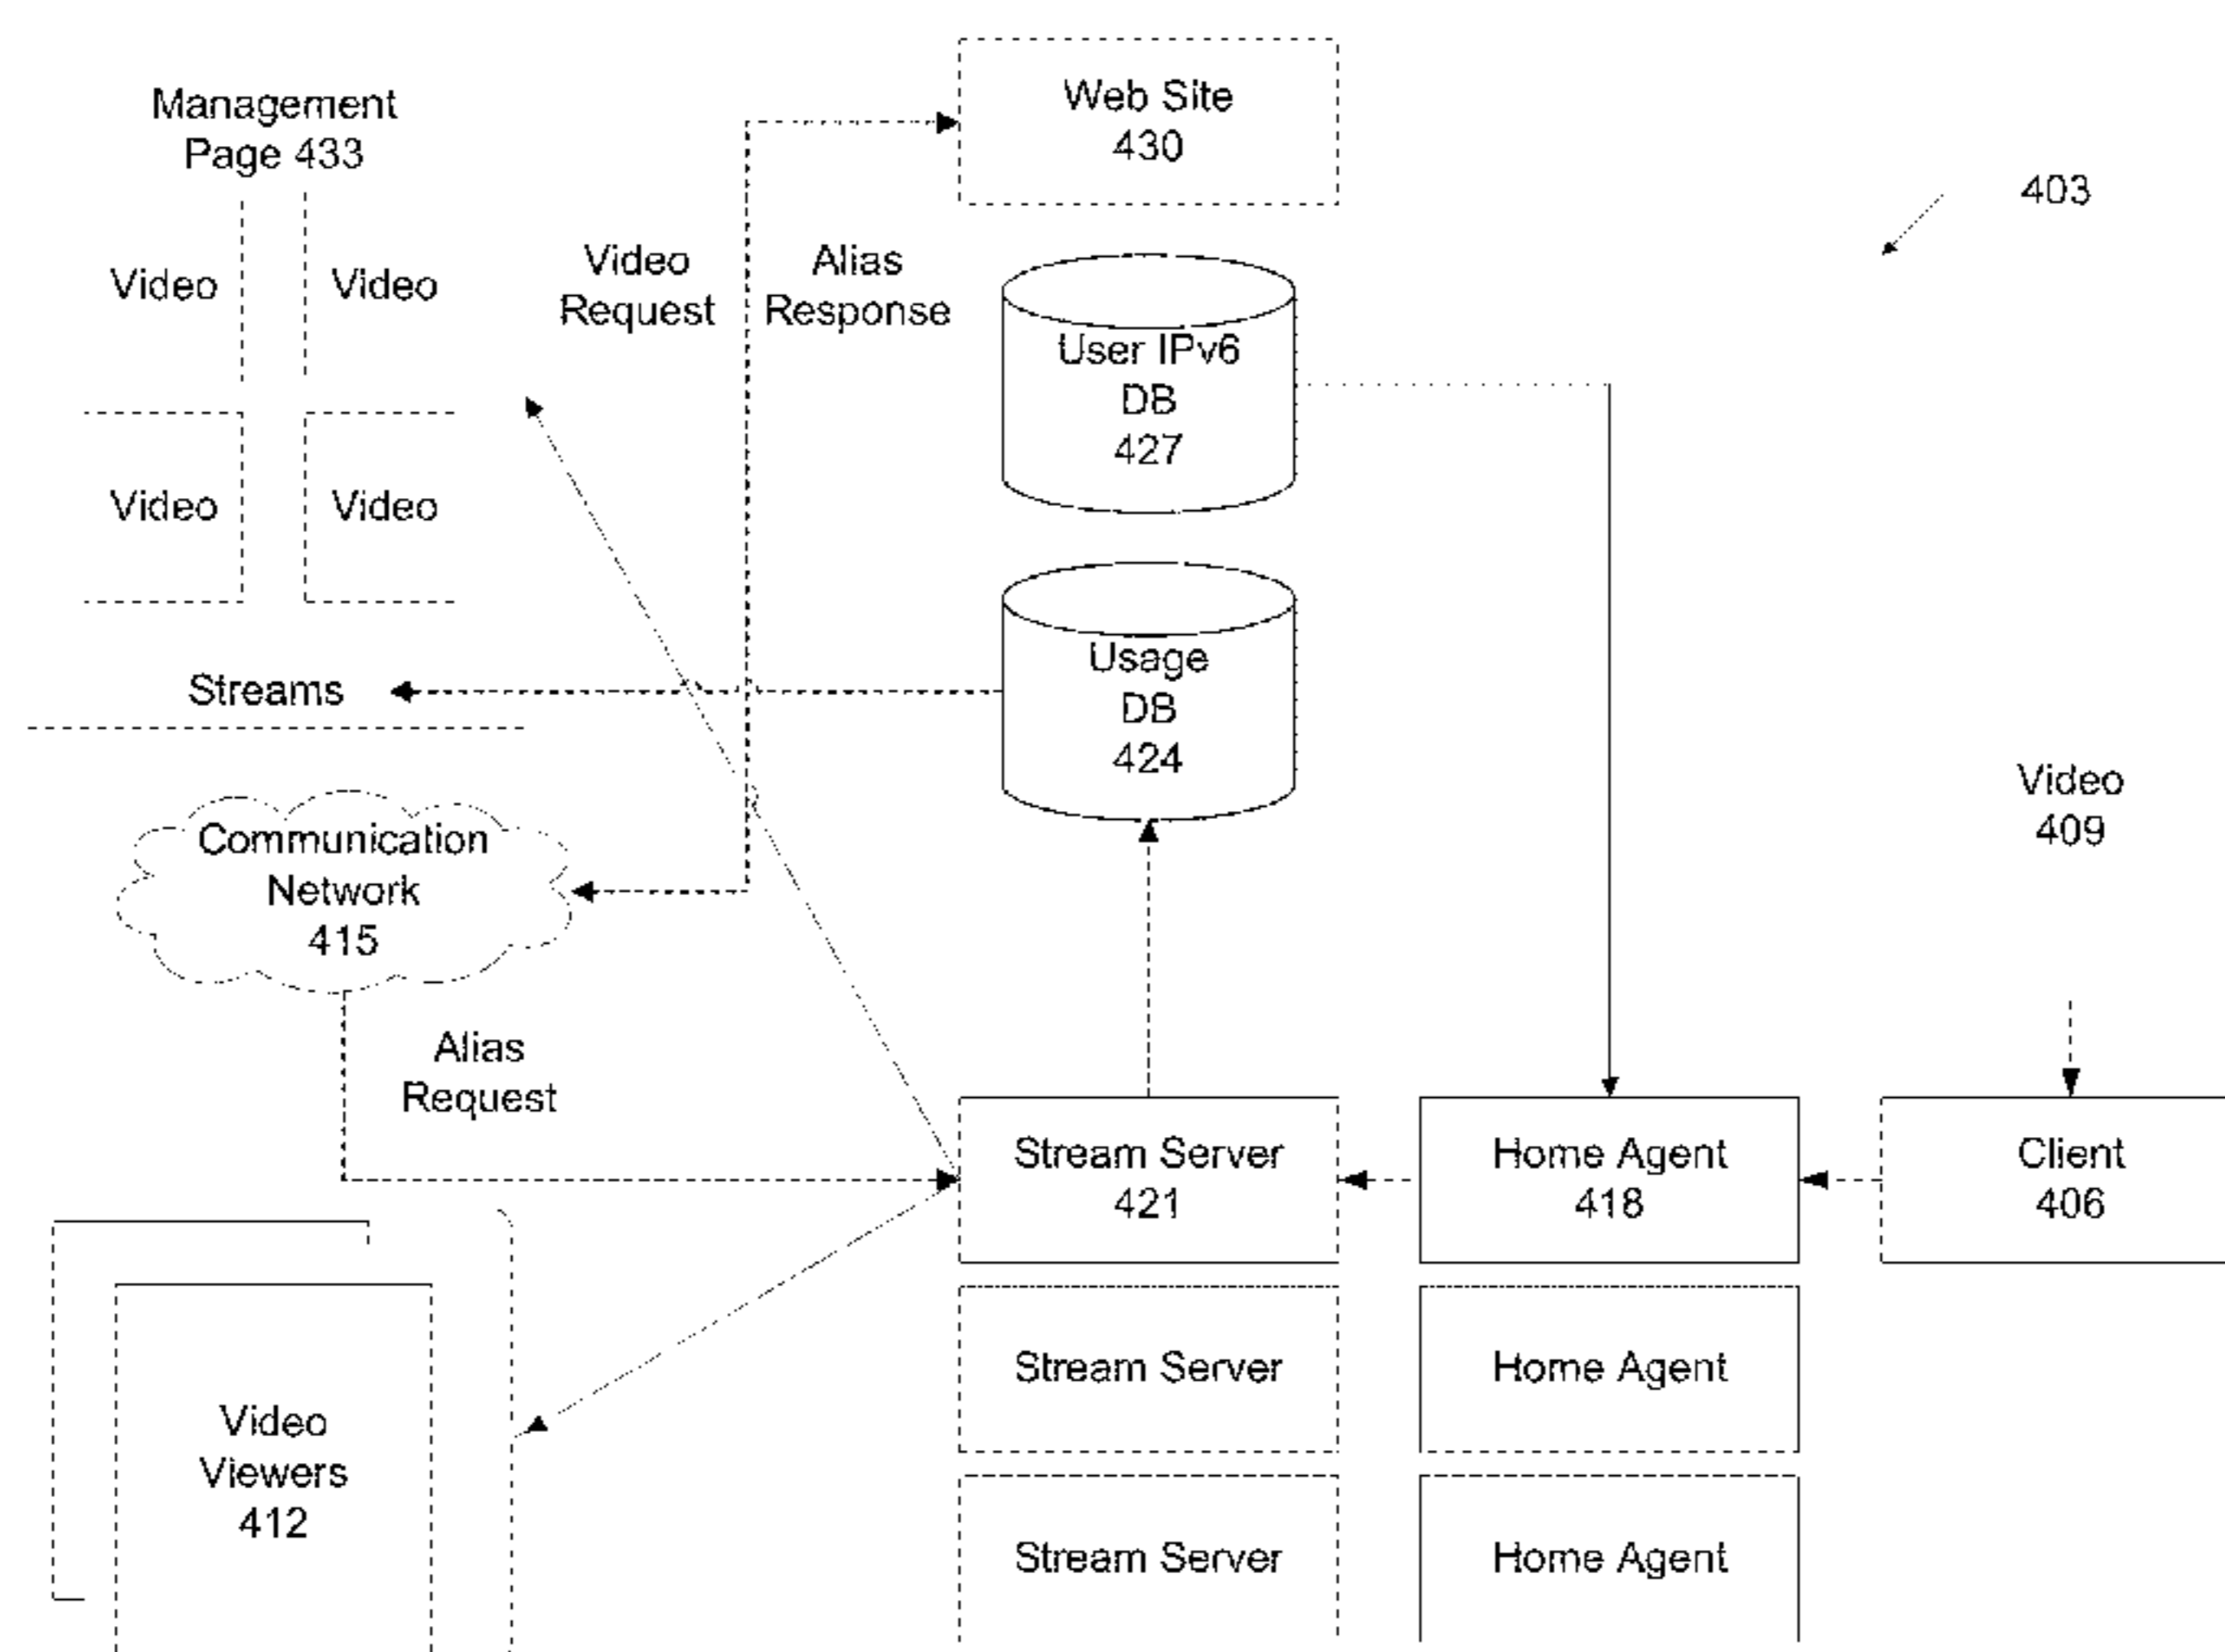 Management
Page 433
Video
Video
Video
Video
Streams
Video
Request
Alias
Response
Web Site
430
User IPv6
DB
427
Usage
DB
424
403
Video
409
Communication
Network
415
Alias
Request
Stream Server
421
Home Agent
418
Client
406
Stream Server
Home Agent
Stream Server
Home Agent
Video
Viewers
412